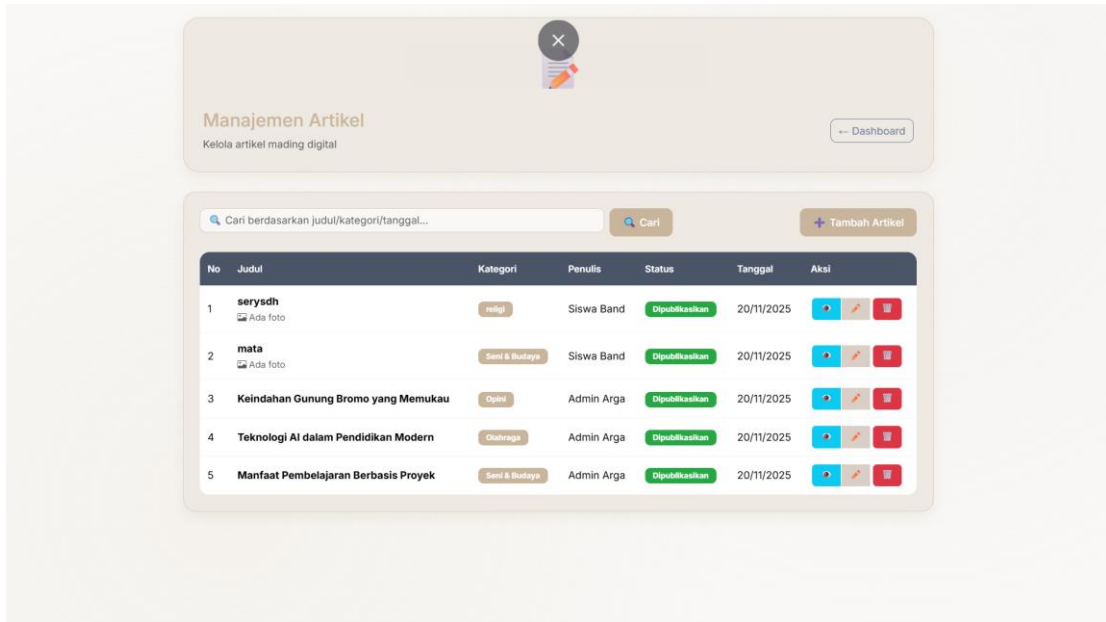 Manajemen Artikel
Kelola artikel mading digital
← Dashboard
Cari berdasarkan judul/kategori/tanggal...
Cari
Tambah Artikel
No Judul Kategori Penulis Status Tanggal Aksi
1 serysdh religi Siswa Band Dipublikasikan 20/11/2025
Ada foto
2 mata Seni & Budaya Siswa Band Dipublikasikan 20/11/2025
Ada foto
3 Keindahan Gunung Bromo yang Memukau Opini Admin Arga Dipublikasikan 20/11/2025
4 Teknologi AI dalam Pendidikan Modern Olahraga Admin Arga Dipublikasikan 20/11/2025
5 Manfaat Pembelajaran Berbasis Proyek Seni & Budaya Admin Arga Dipublikasikan 20/11/2025